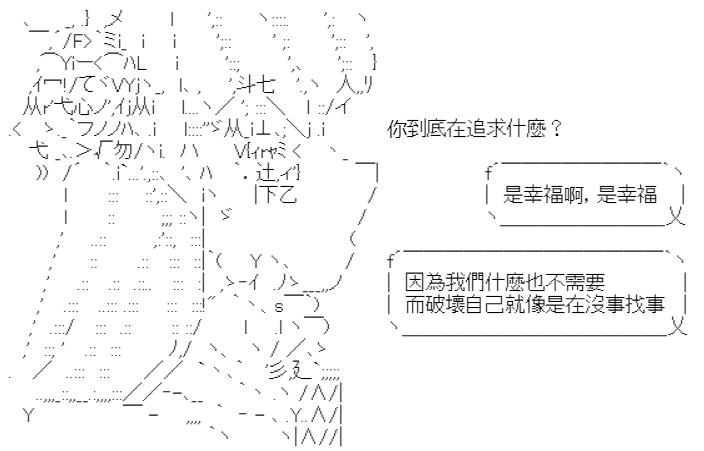 你到底在追求什麼？
是幸福啊，是幸福
因為我們什麼也不需要
而破壞自己就像是在沒事找事